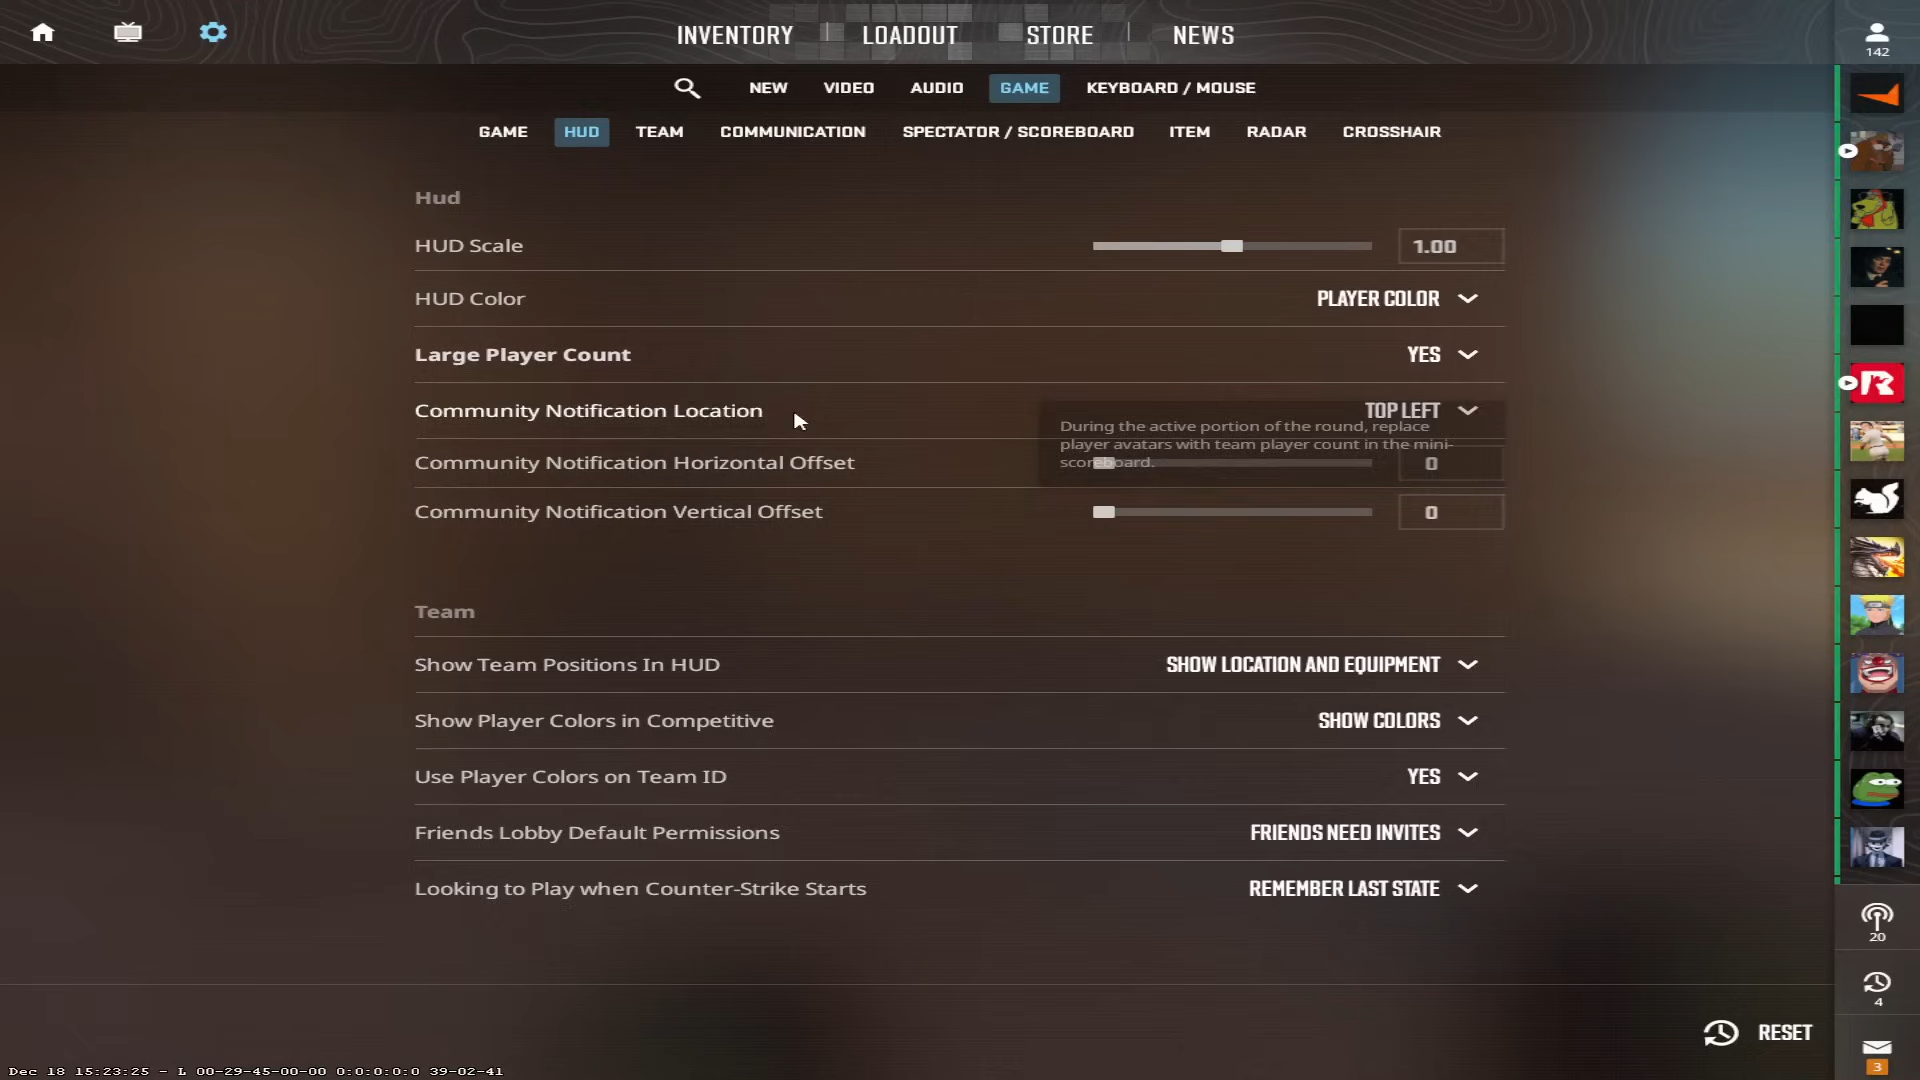 INVENTORY LOADOUT STORE NEWS
142
NEW VIDEO AUDIO GAME KEYBOARD / MOUSE
GAME HUD TEAM COMMUNICATION SPECTATOR / SCOREBOARD ITEM RADAR CROSSHAIR
Hud
HUD Scale 1.00
HUD Color PLAYER COLOR
Large Player Count YES
Community Notification Location TOP LEFT
During the active portion of the round, replace
player avatars with team player count in the mini-
scoreboard.
Community Notification Horizontal Offset 0
Community Notification Vertical Offset 0
Team
Show Team Positions In HUD SHOW LOCATION AND EQUIPMENT
Show Player Colors in Competitive SHOW COLORS
Use Player Colors on Team ID YES
Friends Lobby Default Permissions FRIENDS NEED INVITES
Looking to Play when Counter-Strike Starts REMEMBER LAST STATE
20
4
RESET
3
Dec 18 15:23:25 - L 00-29-45-00-00 0:0:0:0:0 39-02-41